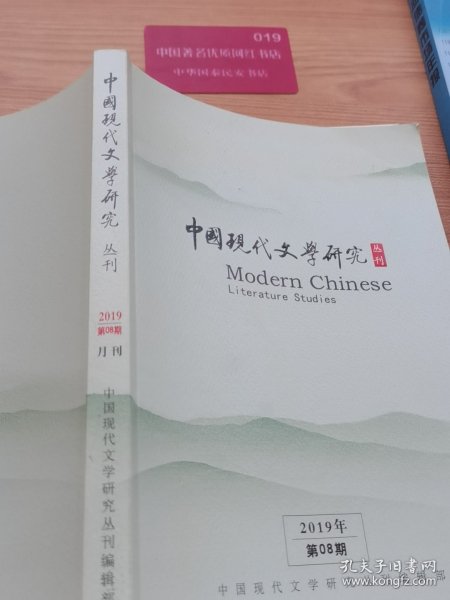 019
中国著名优质网红书店
中塑国泰民安书店
中國現代文學研究
丛刊
2019
第08期
月刊
中国现代文学研究丛刊编辑部
中國現代文學研究
丛刊
Modern Chinese
Literature Studies
2019年
第08期
中国现代文学研
部
孔夫子旧书网
www.kongfz.com